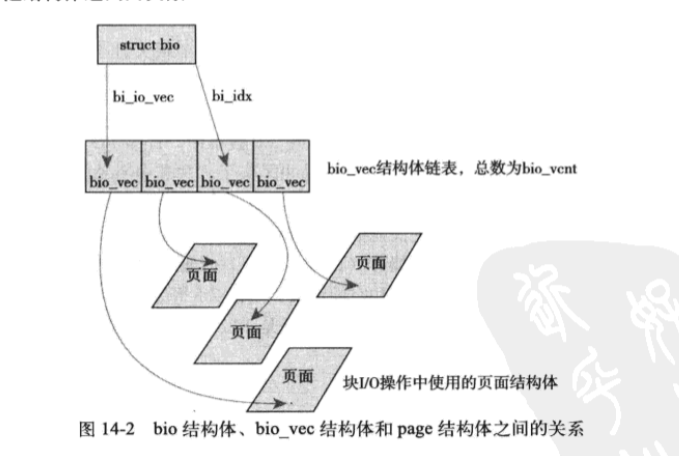 struct bio
bi_io_vec
bi_idx
bio_vec bio_vec bio_vec bio_vec
bio_vec结构体链表，总数为bio_vcnt
页面
页面
页面
页面
块I/O操作中使用的页面结构体
图 14-2 bio 结构体、bio_vec 结构体和 page 结构体之间的关系